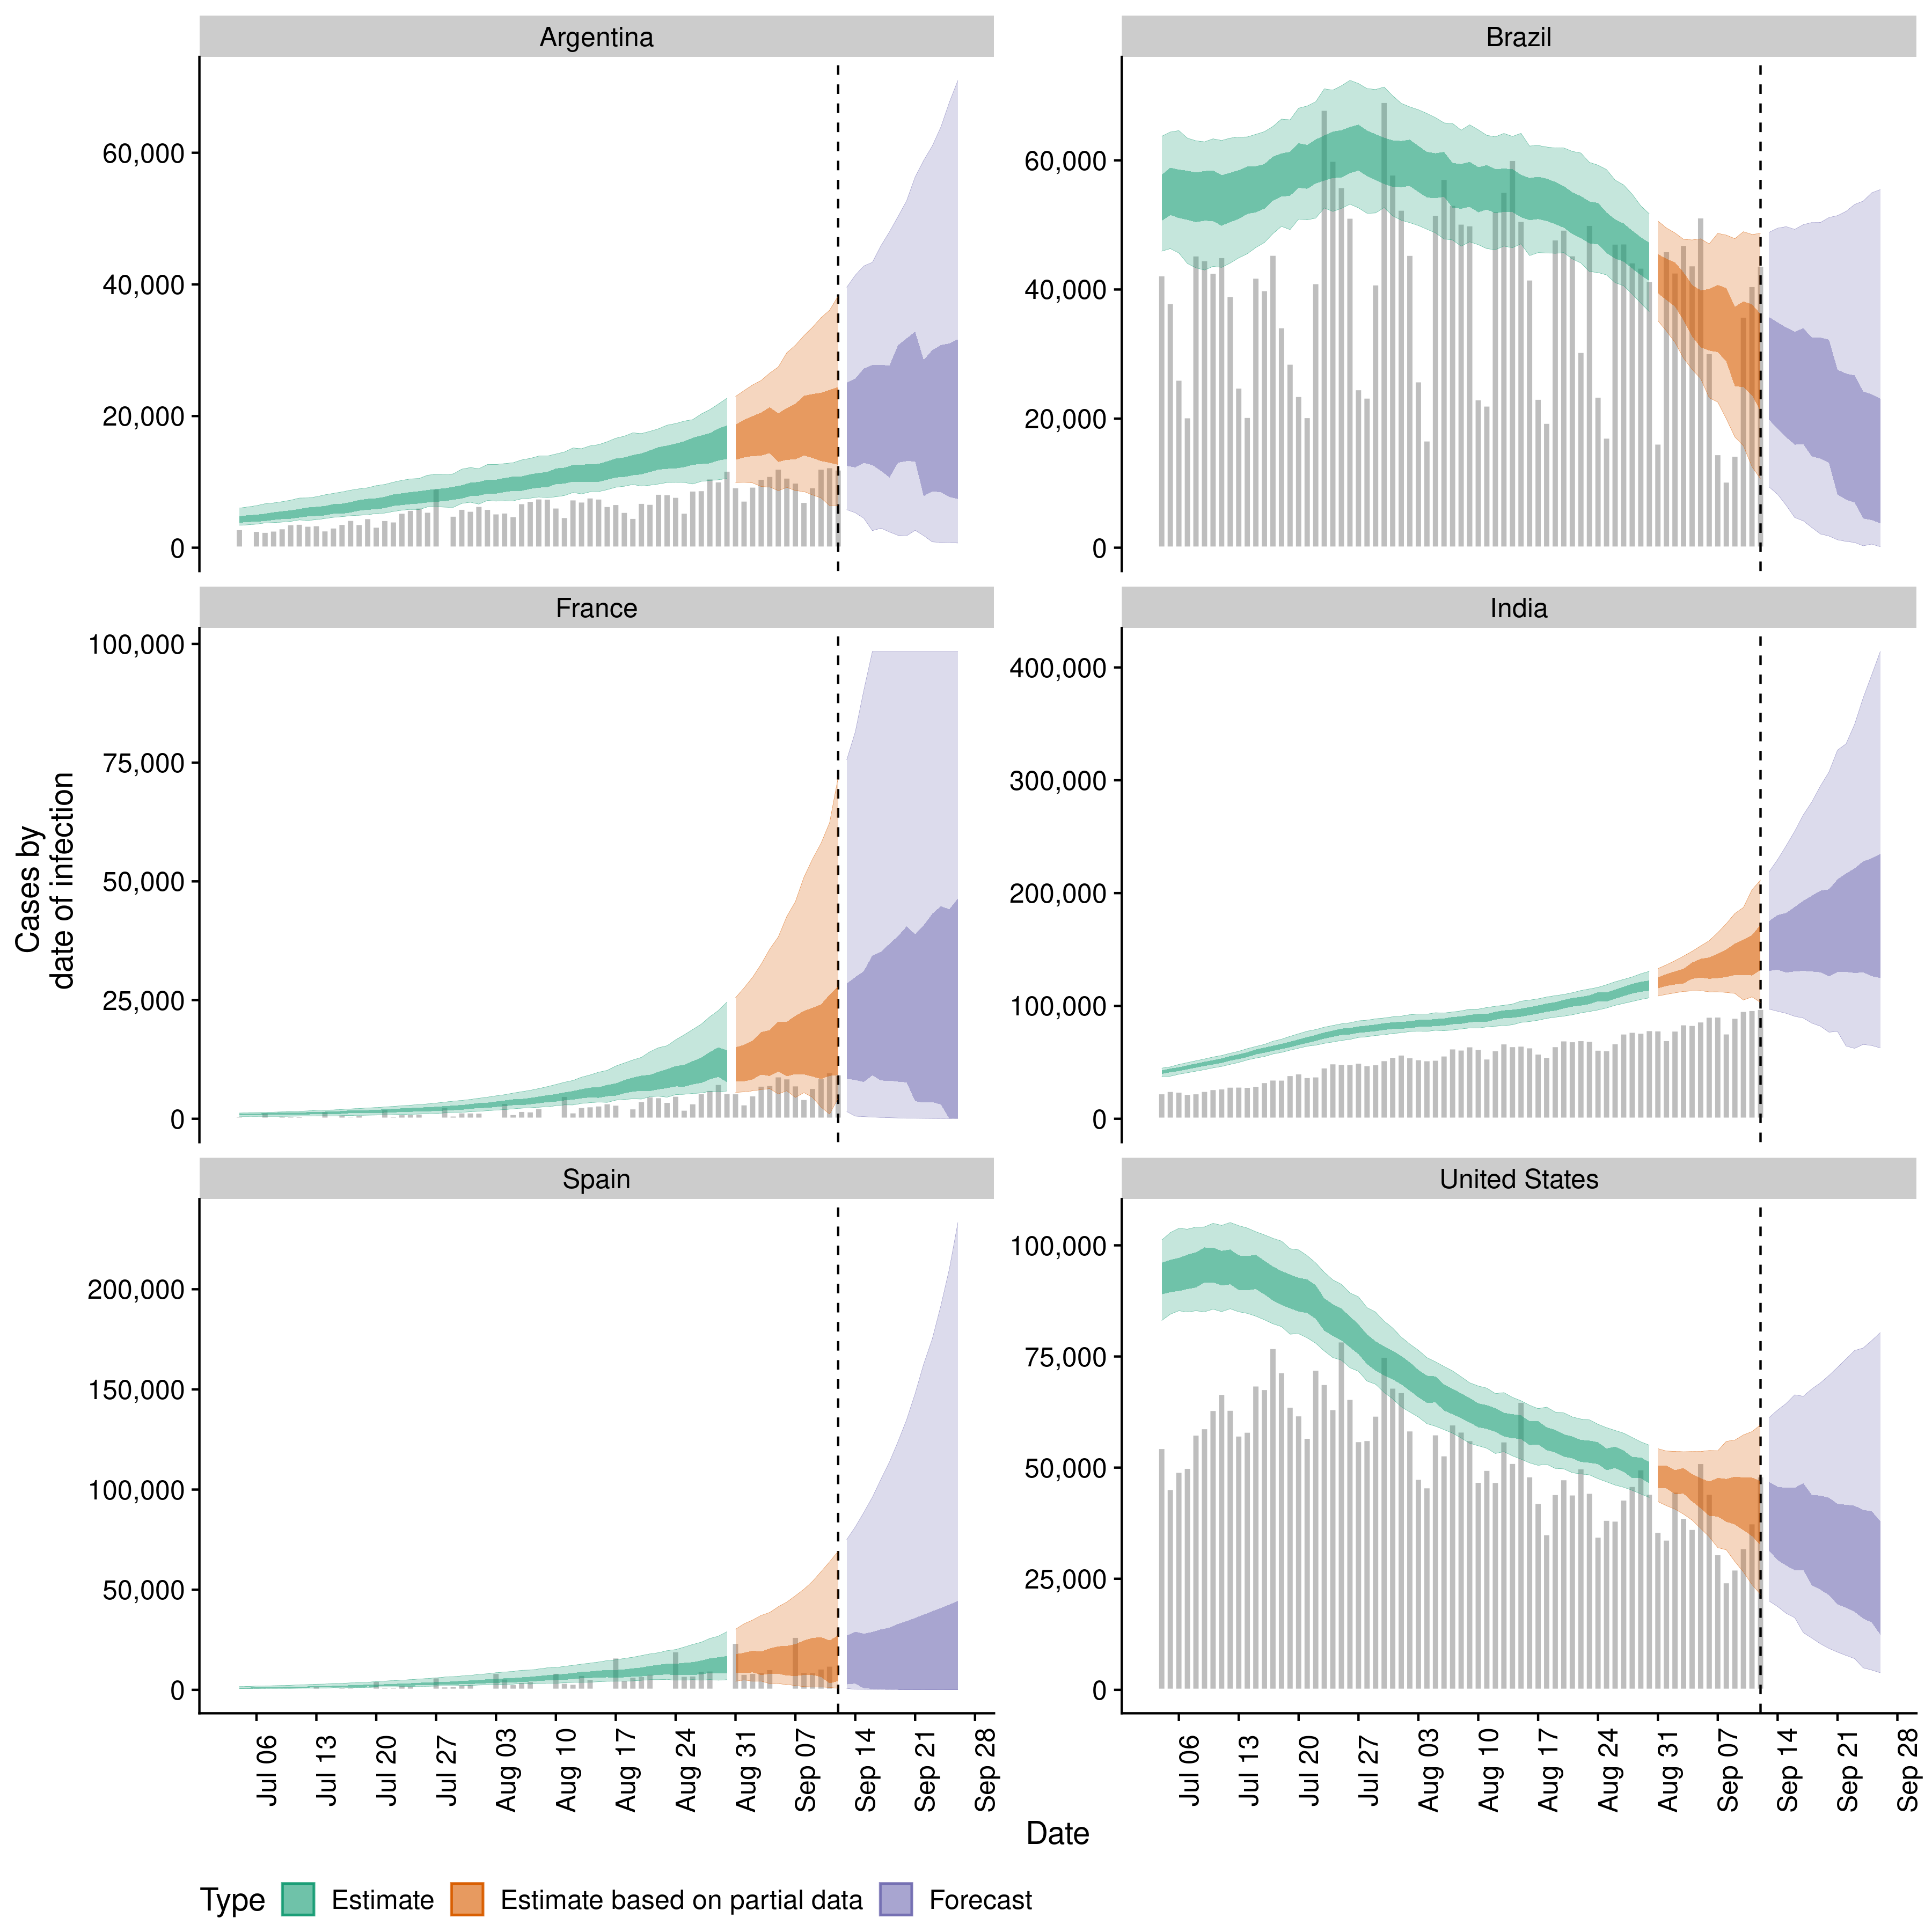 Argentina
Brazil
60,000
40,000
20,000
0
60,000
40,000
20,000
0
France
India
100,000
75,000
50,000
25,000
0
400,000
300,000
200,000
100,000
0
Cases by
date of infection
Spain
United States
200,000
150,000
100,000
50,000
0
100,000
75,000
50,000
25,000
0
Jul 06
Jul 13
Jul 20
Jul 27
Aug 03
Aug 10
Aug 17
Aug 24
Aug 31
Sep 07
Sep 14
Sep 21
Sep 28
Jul 06
Jul 13
Jul 20
Jul 27
Aug 03
Aug 10
Aug 17
Aug 24
Aug 31
Sep 07
Sep 14
Sep 21
Sep 28
Date
Type Estimate Estimate based on partial data Forecast